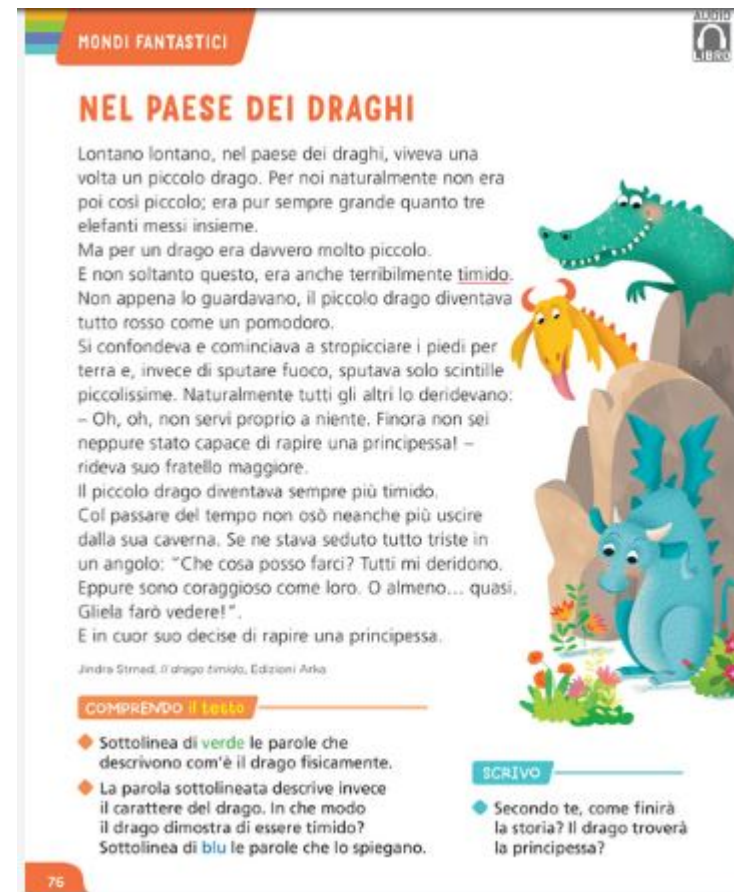 MONDI FANTASTICI
AUDIO
LIBRO
NEL PAESE DEI DRAGHI
Lontano lontano, nel paese dei draghi, viveva una
volta un piccolo drago. Per noi naturalmente non era
poi così piccolo; era pur sempre grande quanto tre
elefanti messi insieme.
Ma per un drago era davvero molto piccolo.
E non soltanto questo, era anche terribilmente timido.
Non appena lo guardavano, il piccolo drago diventava
tutto rosso come un pomodoro.
Si confondeva e cominciava a stropicciare i piedi per
terra e, invece di sputare fuoco, sputava solo scintille
piccolissime. Naturalmente tutti gli altri lo deridevano:
– Oh, oh, non servi proprio a niente. Finora non sei
neppure stato capace di rapire una principessa! –
rideva suo fratello maggiore.
Il piccolo drago diventava sempre più timido.
Col passare del tempo non osò neanche più uscire
dalla sua caverna. Se ne stava seduto tutto triste in
un angolo: “Che cosa posso farci? Tutti mi deridono.
Eppure sono coraggioso come loro. O almeno... quasi.
Gliela farò vedere!”.
E in cuor suo decise di rapire una principessa.
Jindra Strnad, Il drago timido, Edizioni Arka
COMPRENDO il testo
Sottolinea di verde le parole che
descrivono com'è il drago fisicamente.
La parola sottolineata descrive invece
il carattere del drago. In che modo
il drago dimostra di essere timido?
Sottolinea di blu le parole che lo spiegano.
SCRIVO
Secondo te, come finirà
la storia? Il drago troverà
la principessa?
76